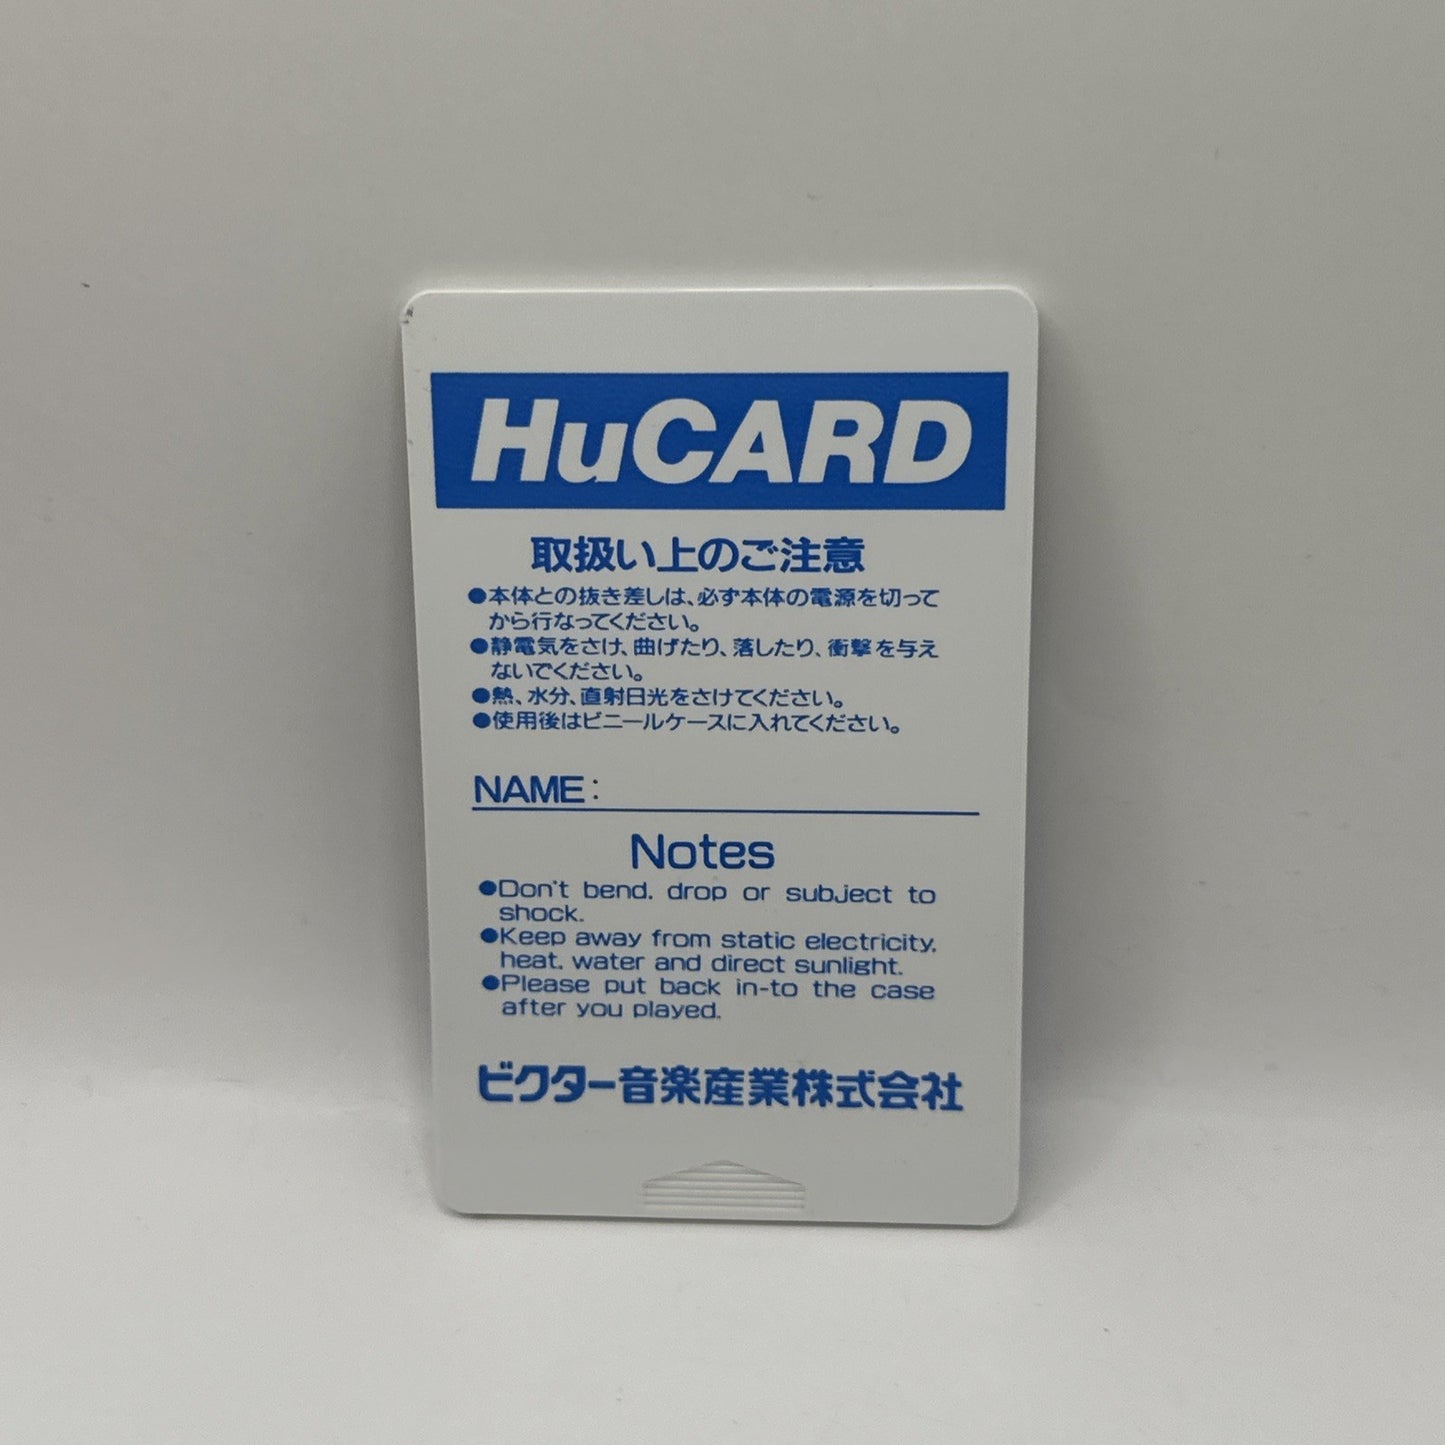 HuCARD
取扱い上のご注意
●本体との抜き差しは、必ず本体の電源を切って
から行なってください。
●静電気をさけ、曲げたり、落したり、衝撃を与え
ないでください。
●熱、水分、直射日光をさけてください。
●使用後はビニールケースに入れてください。
NAME:
Notes
●Don't bend, drop or subject to
shock.
●Keep away from static electricity,
heat, water and direct sunlight.
●Please put back in-to the case
after you played.
ビクター音楽産業株式会社